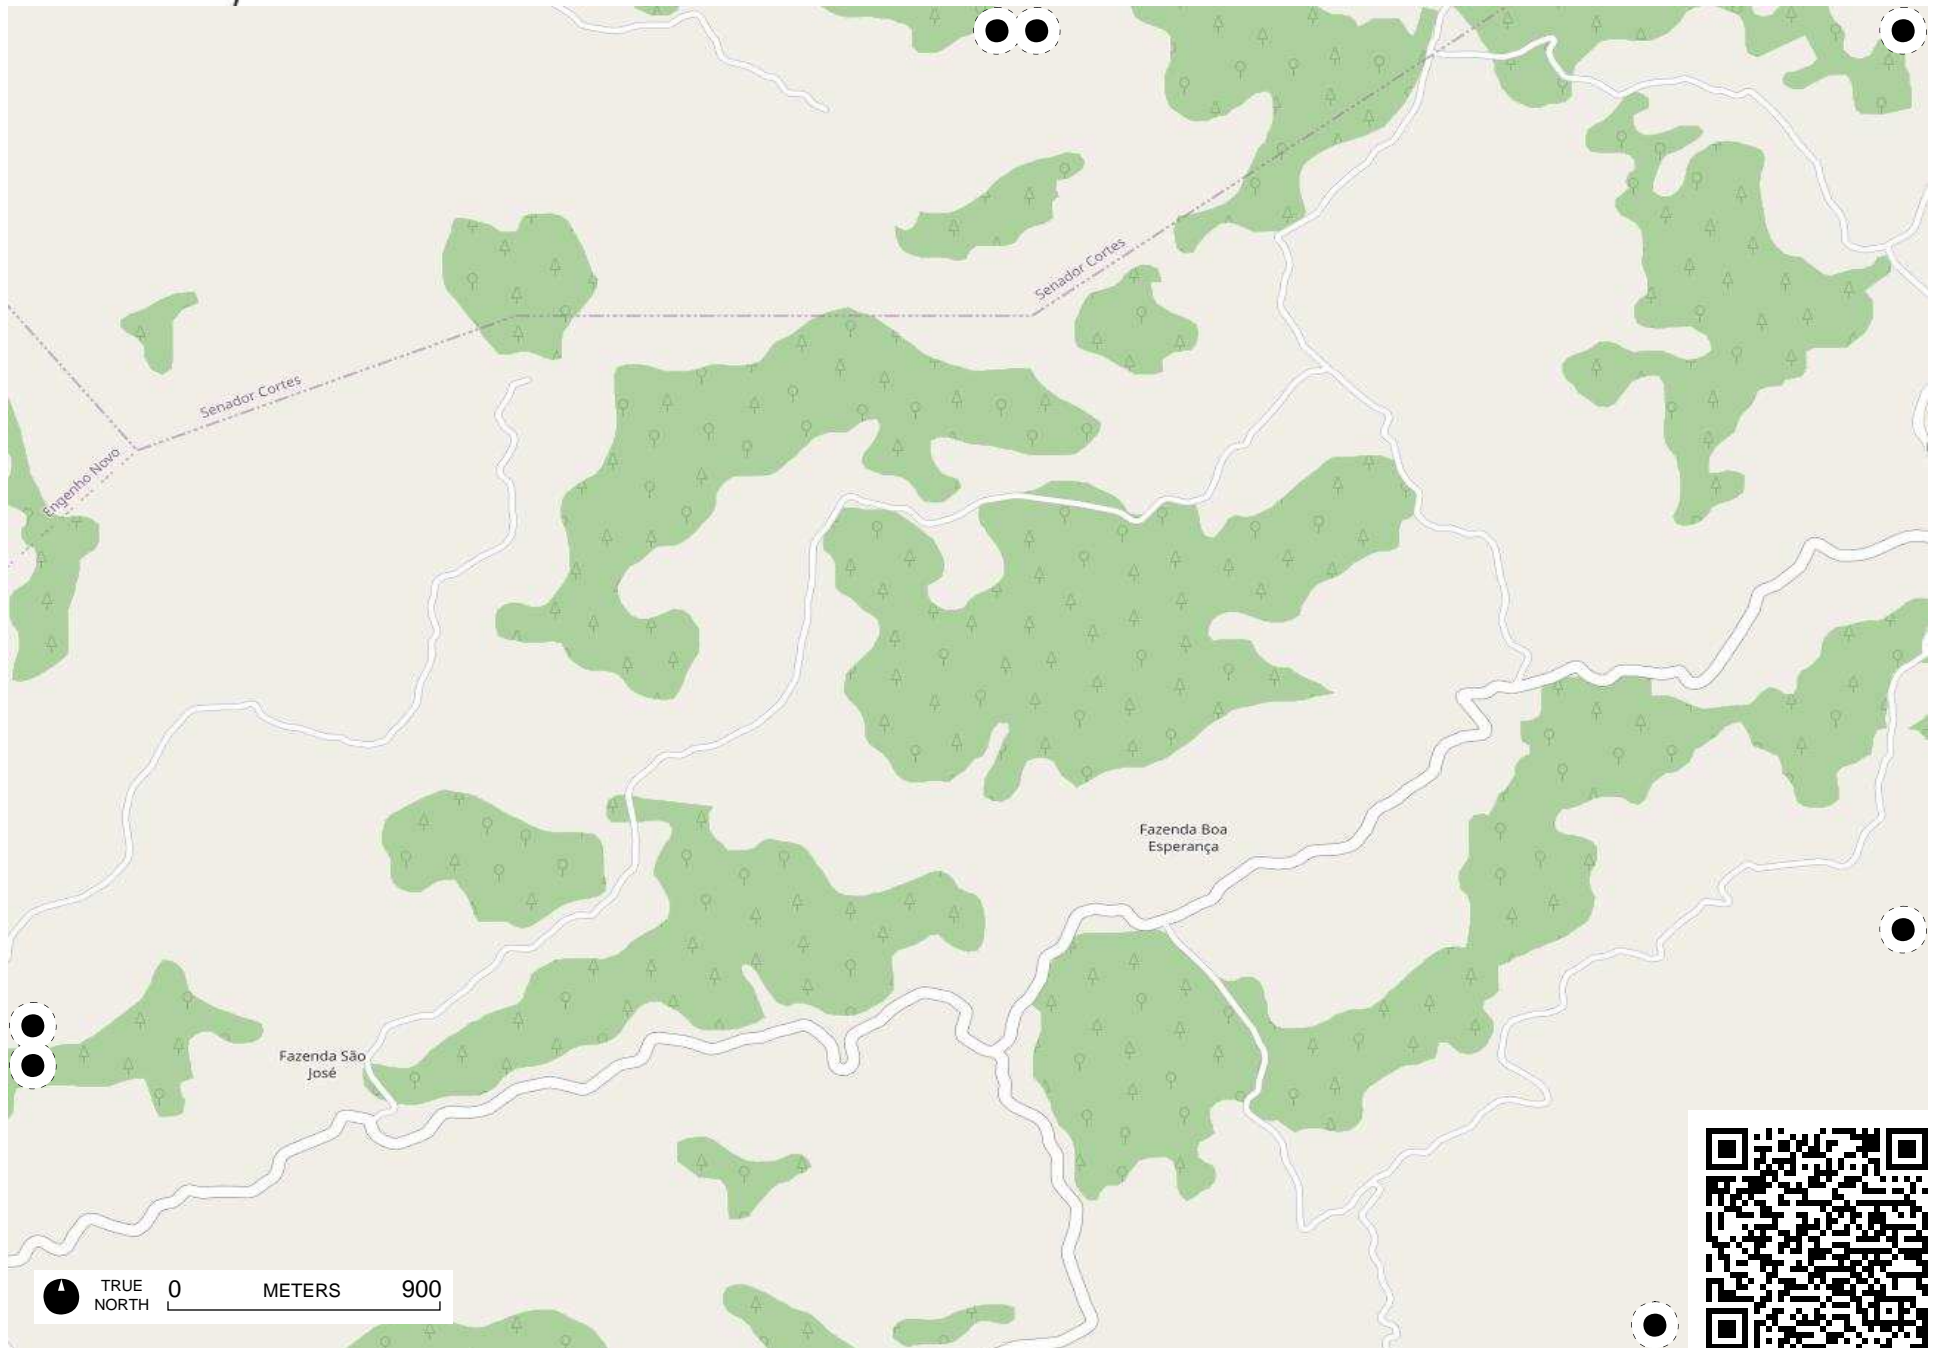 Senador Cortes
Senador Cortes
Engenho Novo
Fazenda Boa
Esperança
Fazenda São
José
TRUE
NORTH
0 METERS 900